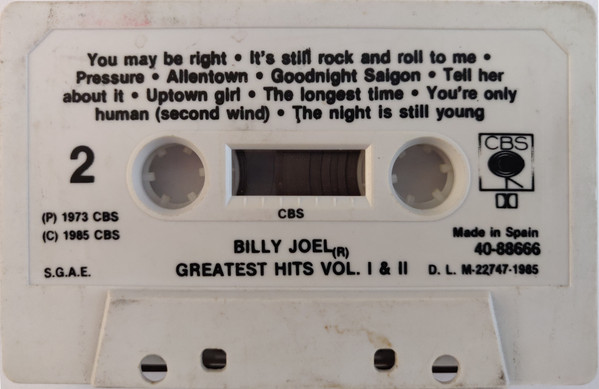 You may be right • It's still rock and roll to me •
Pressure • Allentown • Goodnight Saigon • Tell her
about it • Uptown girl • The longest time • You're only
human (second wind) • The night is still young
2
CBS
(P) 1973 CBS
(C) 1985 CBS
CBS
Made in Spain
40-88666
BILLY JOEL(R)
S.G.A.E.
GREATEST HITS VOL. I & II
D. L. M-22747-1985